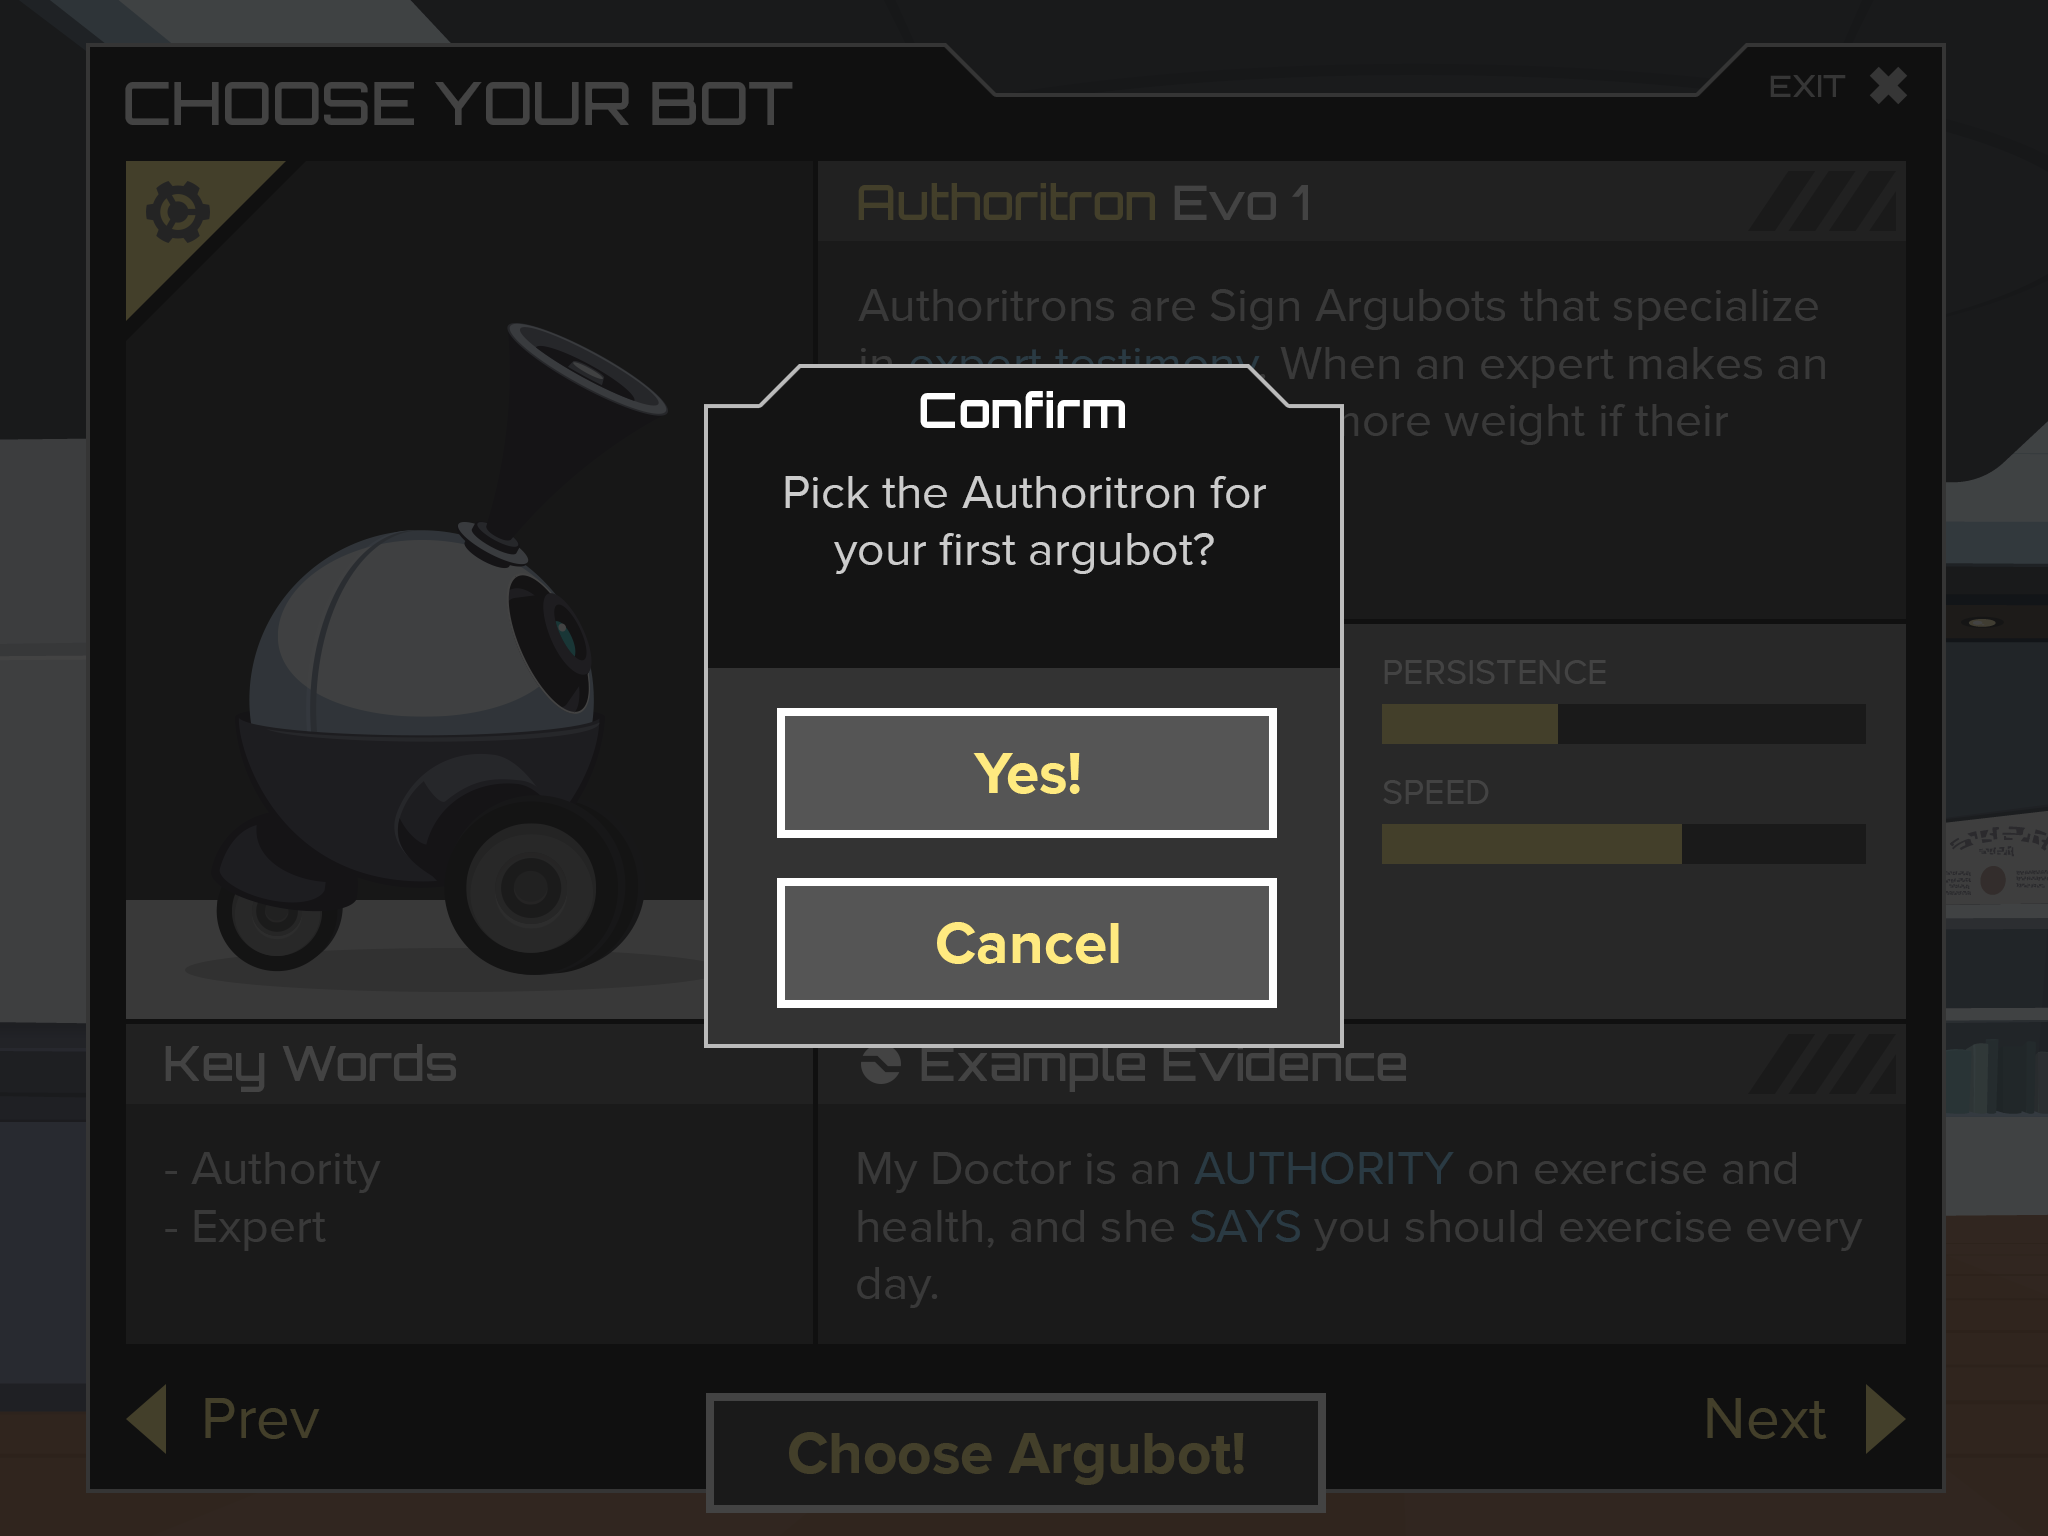 CHOOSE YOUR BOT
EXIT
Authoritron Evo 1
Authoritrons are Sign Argubots that specialize
in expert testimony. When an expert makes an
more weight if their
Confirm
Pick the Authoritron for
your first argubot?
Yes!
Cancel
PERSISTENCE
SPEED
Key Words
- Authority
- Expert
Example Evidence
My Doctor is an AUTHORITY on exercise and
health, and she SAYS you should exercise every
day.
Prev
Choose Argubot!
Next